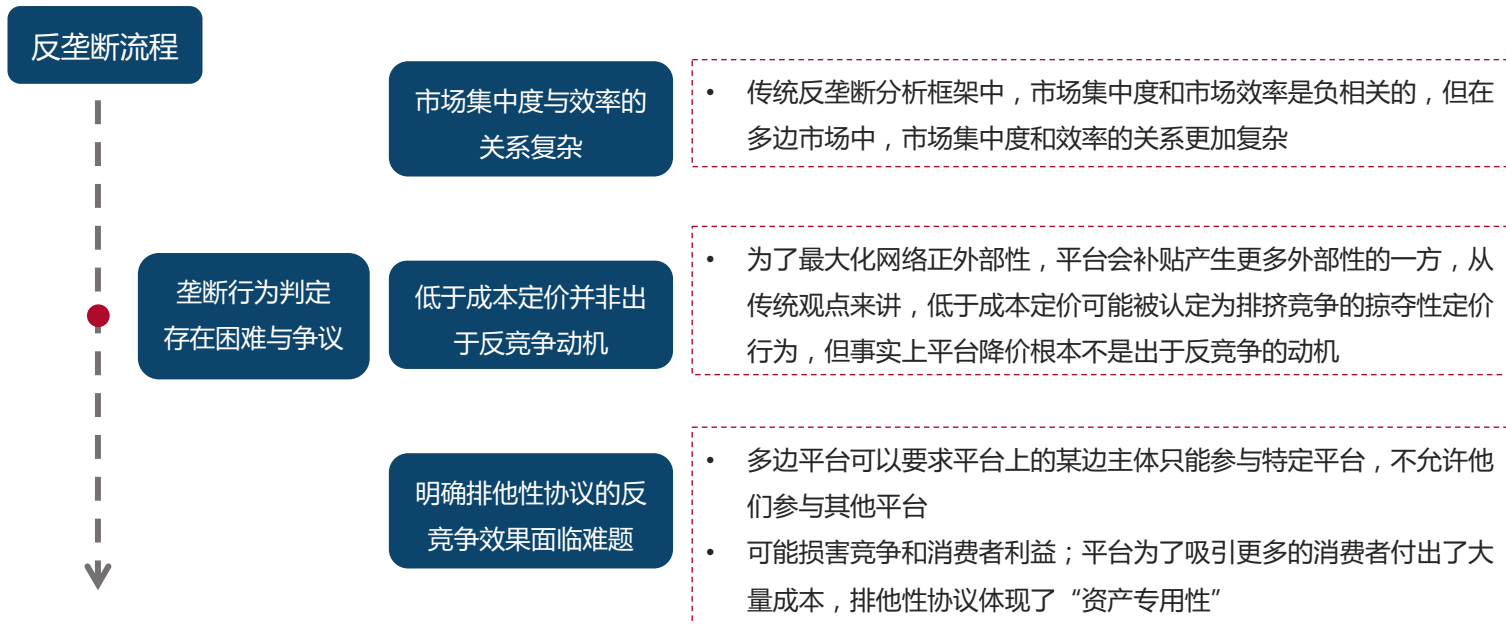 反垄断流程
市场集中度与效率的
关系复杂
• 传统反垄断分析框架中，市场集中度和市场效率是负相关的，但在
多边市场中，市场集中度和效率的关系更加复杂
垄断行为判定
存在困难与争议
低于成本定价并非出
于反竞争动机
• 为了最大化网络正外部性，平台会补贴产生更多外部性的一方，从
传统观点来讲，低于成本定价可能被认定为排挤竞争的掠夺性定价
行为，但事实上平台降价根本不是出于反竞争的动机
明确排他性协议的反
竞争效果面临难题
• 多边平台可以要求平台上的某边主体只能参与特定平台，不允许他
们参与其他平台
• 可能损害竞争和消费者利益；平台为了吸引更多的消费者付出了大
量成本，排他性协议体现了“资产专用性”